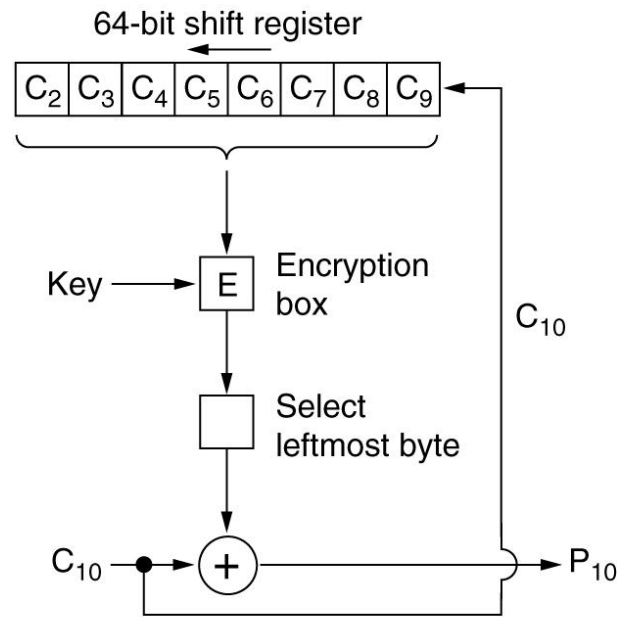 64-bit shift register
C₂ C₃ C₄ C₅ C₆ C₇ C₈ C₉
Key
E
Encryption
box
C₁₀
Select
leftmost byte
C₁₀
+
P₁₀